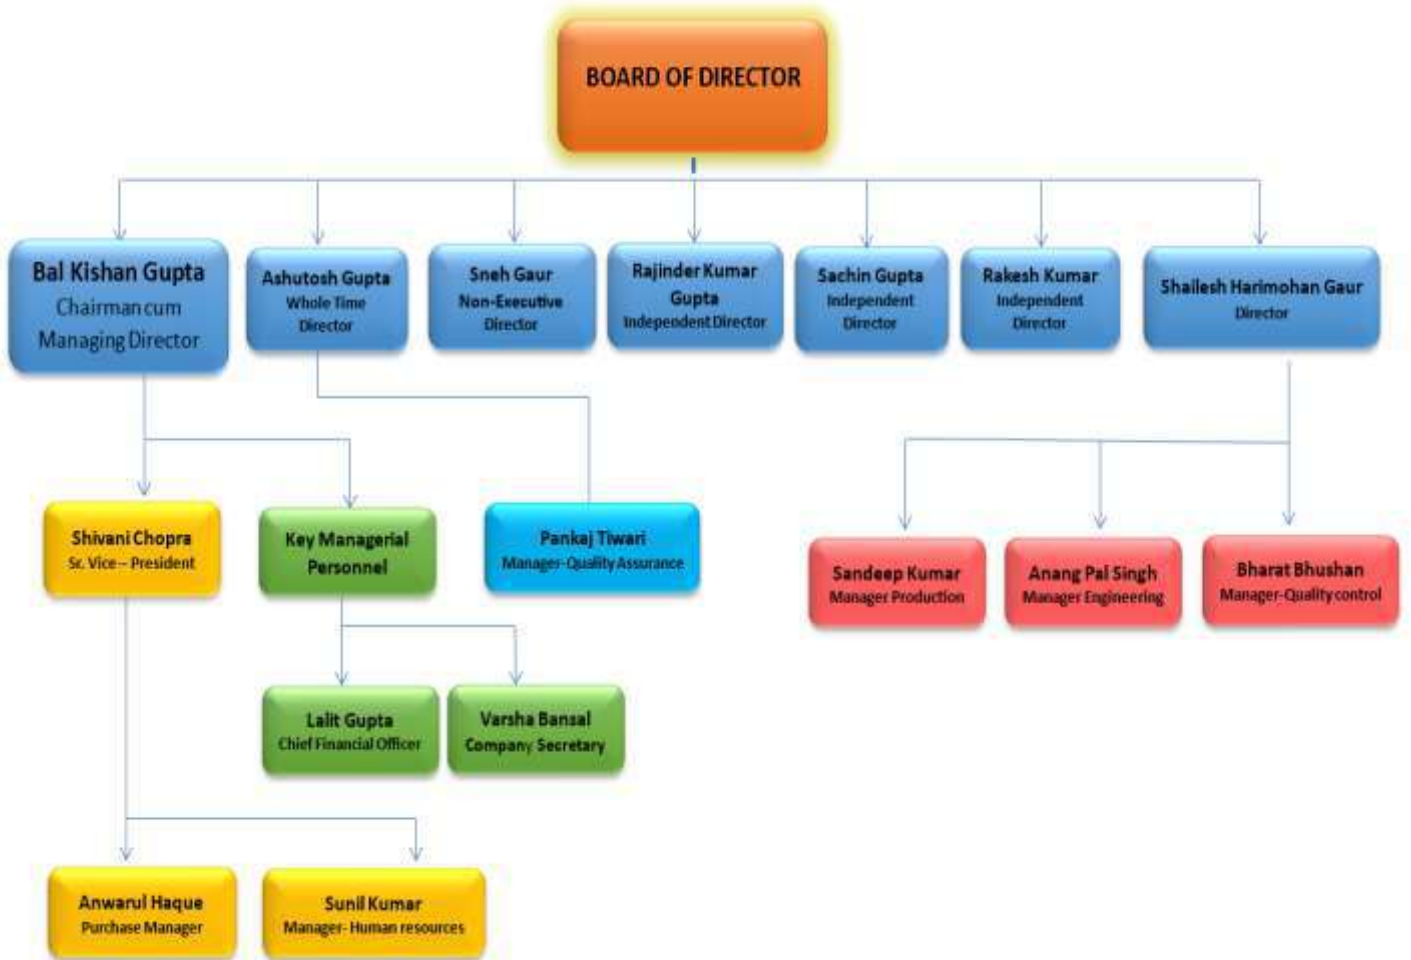 BOARD OF DIRECTOR
Bal Kishan Gupta
Chairman cum
Managing Director
Ashutosh Gupta
Whole Time
Director
Sneh Gaur
Non-Executive
Director
Rajinder Kumar
Gupta
Independent Director
Sachin Gupta
Independent
Director
Rakesh Kumar
Independent
Director
Shailesh Harimohan Gaur
Director
Shivani Chopra
Sr. Vice – President
Key Managerial
Personnel
Pankaj Tiwari
Manager-Quality Assurance
Sandeep Kumar
Manager Production
Anang Pal Singh
Manager Engineering
Bharat Bhushan
Manager-Quality control
Lalit Gupta
Chief Financial Officer
Varsha Bansal
Company Secretary
Anwarul Haque
Purchase Manager
Sunil Kumar
Manager- Human resources